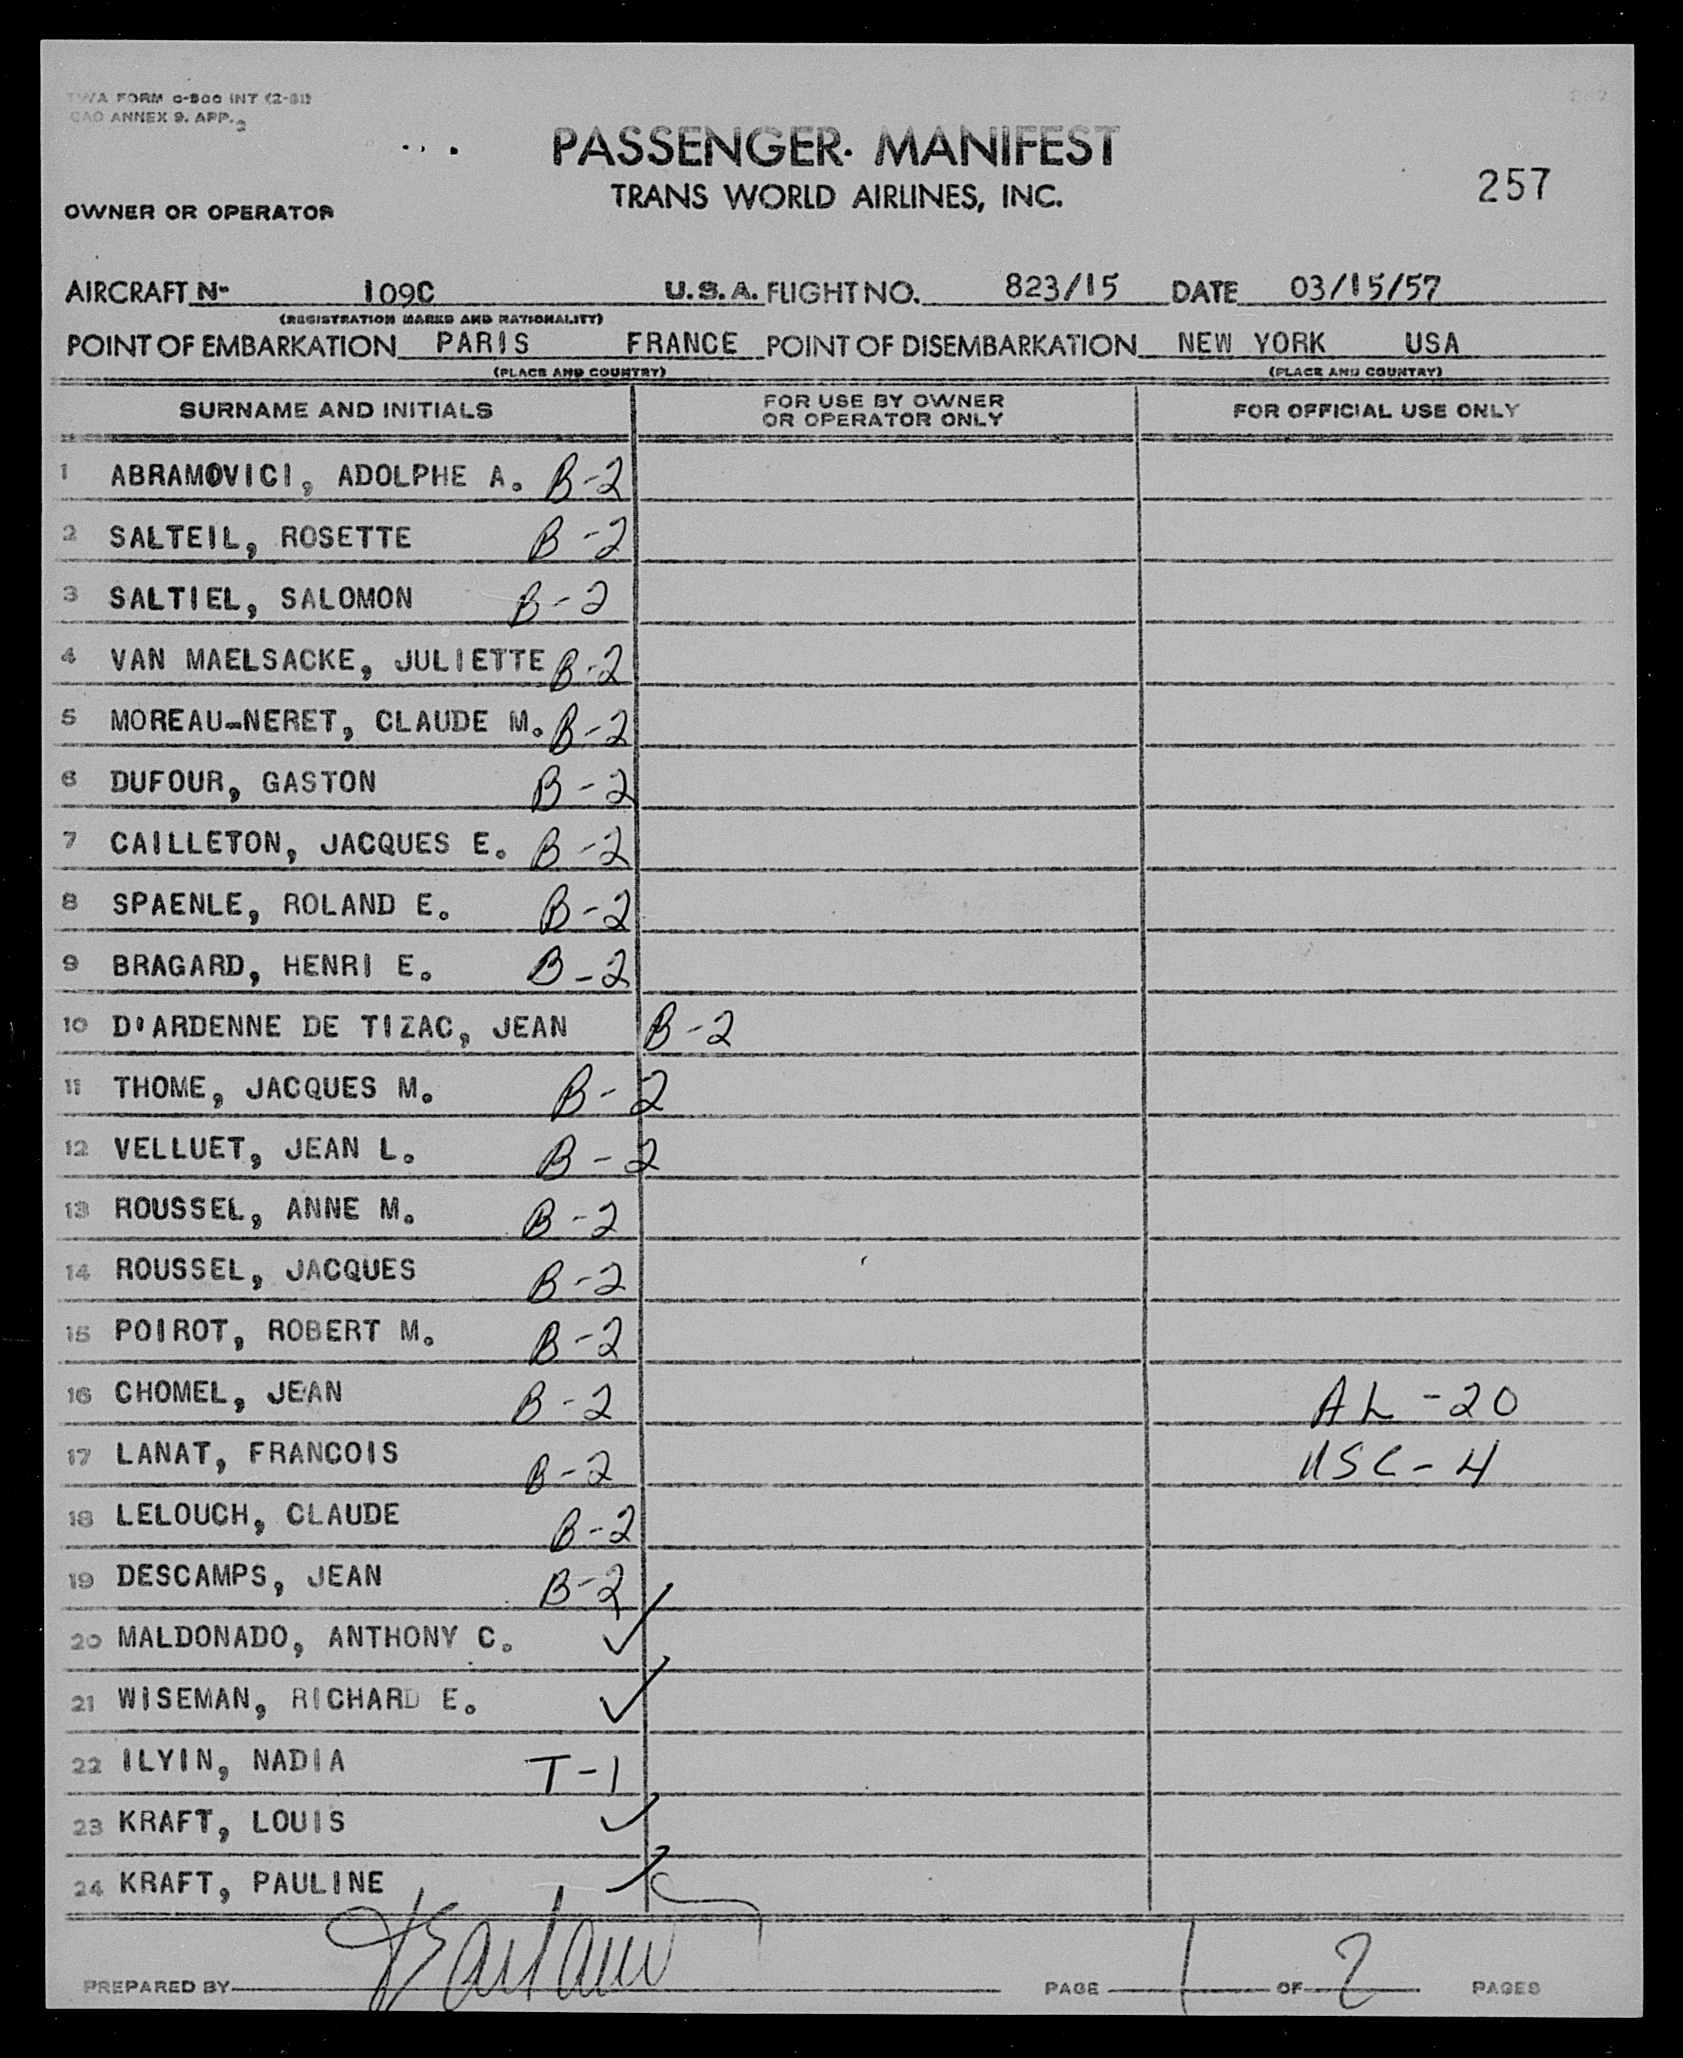 TWA FORM INT
ANNEX 9. APP. 2
PASSENGER MANIFEST
TRANS WORLD AIRLINES, INC.
257
OWNER OR OPERATOR
AIRCRAFT N- 109C U.S.A. FLIGHT NO. 823/15 DATE 03/15/57
(REGISTRATION MARKS AND NATIONALITY)
POINT OF EMBARKATION PARIS FRANCE POINT OF DISEMBARKATION NEW YORK USA
(PLACE AND COUNTRY) (PLACE AND COUNTRY)
SURNAME AND INITIALS FOR USE BY OWNER OR OPERATOR ONLY FOR OFFICIAL USE ONLY
1 ABRAMOVICI, ADOLPHE A. B-2
2 SALTEIL, ROSETTE B-2
3 SALTIEL, SALOMON B-2
4 VAN MAELSACKE, JULIETTE B-2
5 MOREAU-NERET, CLAUDE M. B-2
6 DUFOUR, GASTON B-2
7 CAILLETON, JACQUES E. B-2
8 SPAENLE, ROLAND E. B-2
9 BRAGARD, HENRI E. B-2
10 D'ARDENNE DE TIZAC, JEAN B-2
11 THOME, JACQUES M. B-2
12 VELLUET, JEAN L. B-2
13 ROUSSEL, ANNE M. B-2
14 ROUSSEL, JACQUES B-2
15 POIROT, ROBERT M. B-2
16 CHOMEL, JEAN B-2 AL-20
17 LANAT, FRANCOIS B-2 USC-4
18 LELOUCH, CLAUDE B-2
19 DESCAMPS, JEAN B-2
20 MALDONADO, ANTHONY C. ✓
21 WISEMAN, RICHARD E. ✓
22 ILYIN, NADIA T-1
23 KRAFT, LOUIS ✓
24 KRAFT, PAULINE ✓
PREPARED BY PAGE 1 OF 2 PAGES